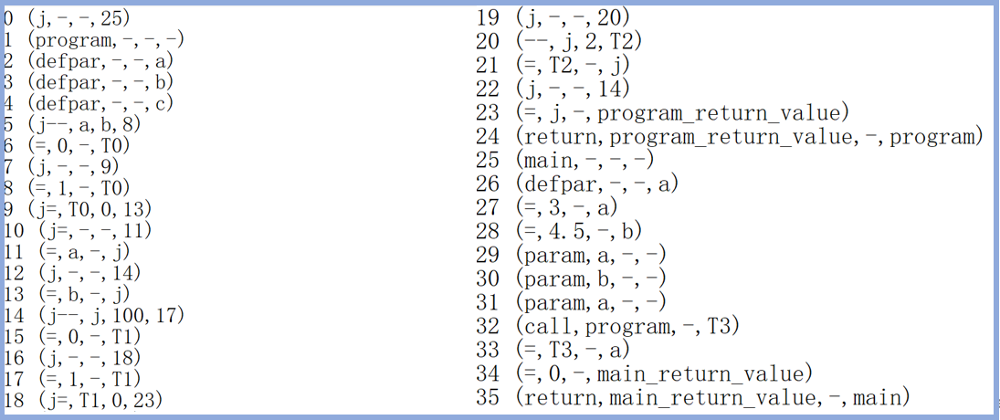 0 (j,-,-,25)
1 (program,-,-,-)
2 (defpar,-,-,a)
3 (defpar,-,-,b)
4 (defpar,-,-,c)
5 (j--,a,b,8)
6 (=,0,-,T0)
7 (j,-,-,9)
8 (=,1,-,T0)
9 (j=,T0,0,13)
10 (j=,-,-,11)
11 (=,a,-,j)
12 (j,-,-,14)
13 (=,b,-,j)
14 (j--,j,100,17)
15 (=,0,-,T1)
16 (j,-,-,18)
17 (=,1,-,T1)
18 (j=,T1,0,23)
19 (j,-,-,20)
20 (--,j,2,T2)
21 (=,T2,-,j)
22 (j,-,-,14)
23 (=,j,-,program_return_value)
24 (return,program_return_value,-,program)
25 (main,-,-,-)
26 (defpar,-,-,a)
27 (=,3,-,a)
28 (=,4.5,-,b)
29 (param,a,-,-)
30 (param,b,-,-)
31 (param,a,-,-)
32 (call,program,-,T3)
33 (=,T3,-,a)
34 (=,0,-,main_return_value)
35 (return,main_return_value,-,main)